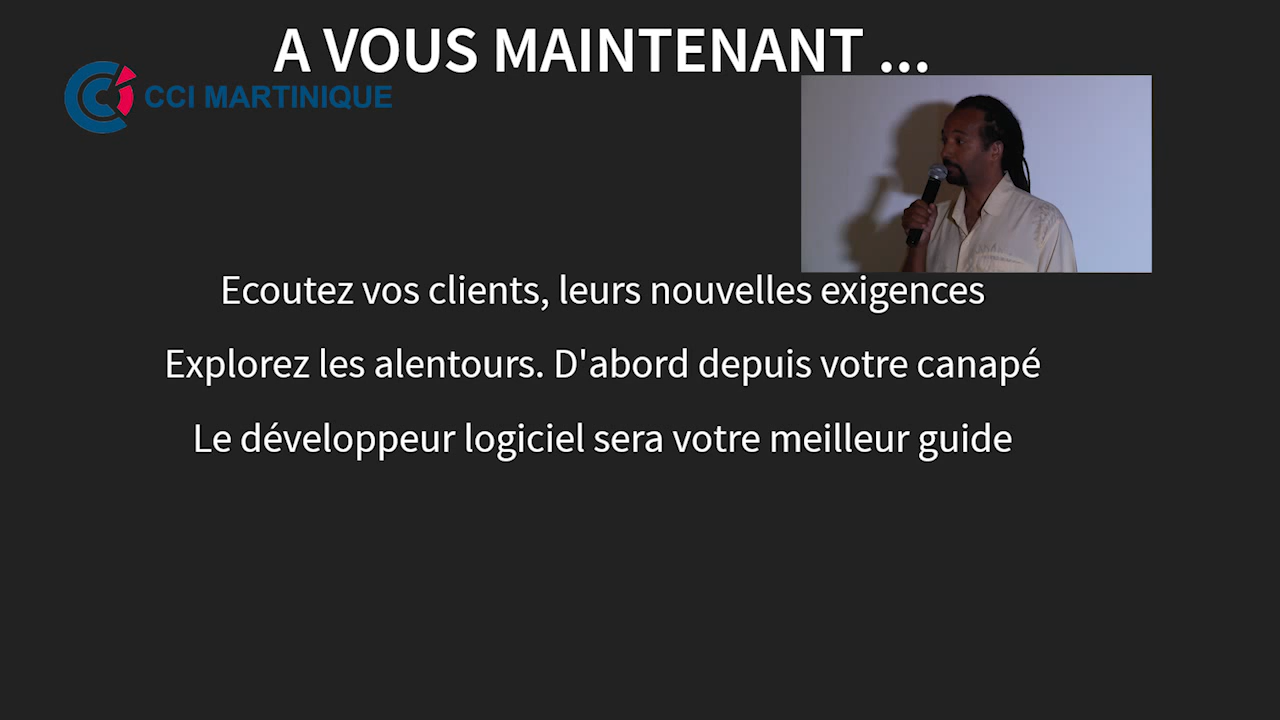 A VOUS MAINTENANT ...
CCI MARTINIQUE
Ecoutez vos clients, leurs nouvelles exigences
Explorez les alentours. D'abord depuis votre canapé
Le développeur logiciel sera votre meilleur guide